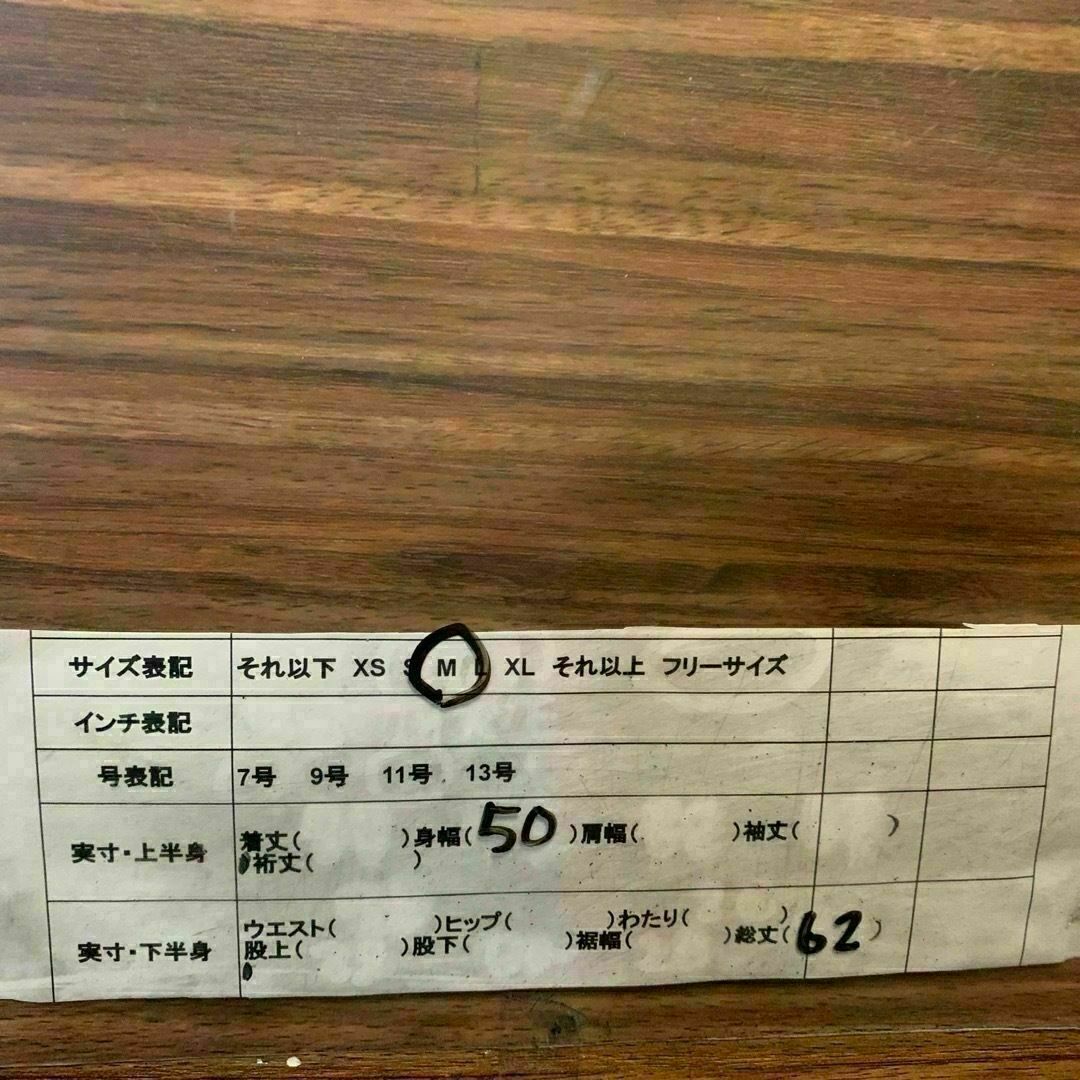 サイズ表記 それ以下 XS S M L XL それ以上 フリーサイズ
インチ表記
号表記 7号 9号 11号 13号
実寸・上半身 着丈( )身幅(50)肩幅( )袖丈( )
裄丈( )
実寸・下半身 ウエスト( )ヒップ( )わたり( )
股上( )股下( )裾幅( )総丈(62)